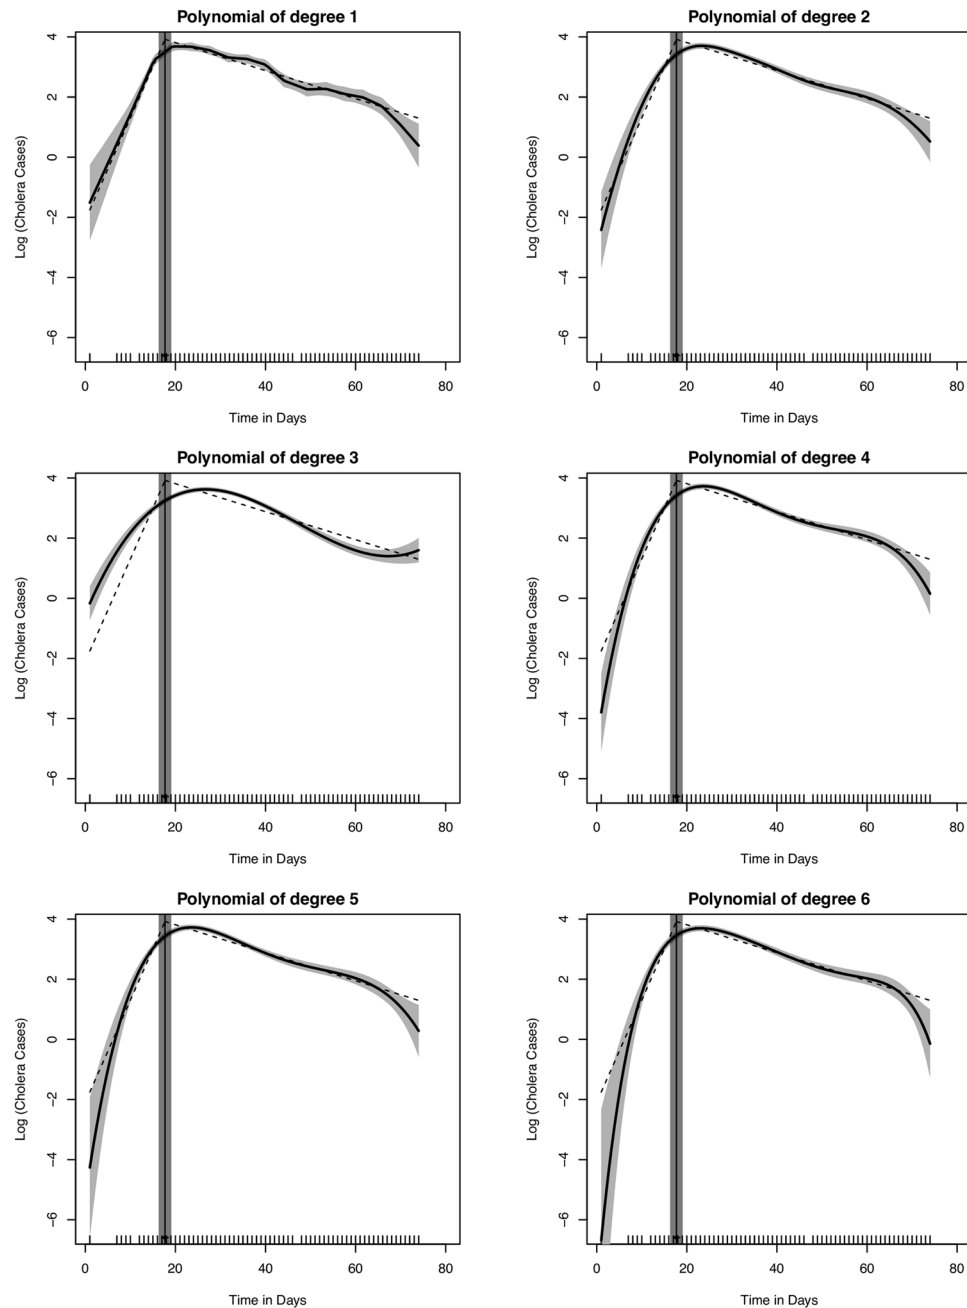 Polynomial of degree 1
Polynomial of degree 2
Log (Cholera Cases)
4
2
0
−2
−4
−6
0 20 40 60 80
Time in Days
Log (Cholera Cases)
4
2
0
−2
−4
−6
0 20 40 60 80
Time in Days
Polynomial of degree 3
Polynomial of degree 4
Log (Cholera Cases)
4
2
0
−2
−4
−6
0 20 40 60 80
Time in Days
Log (Cholera Cases)
4
2
0
−2
−4
−6
0 20 40 60 80
Time in Days
Polynomial of degree 5
Polynomial of degree 6
Log (Cholera Cases)
4
2
0
−2
−4
−6
0 20 40 60 80
Time in Days
Log (Cholera Cases)
4
2
0
−2
−4
−6
0 20 40 60 80
Time in Days